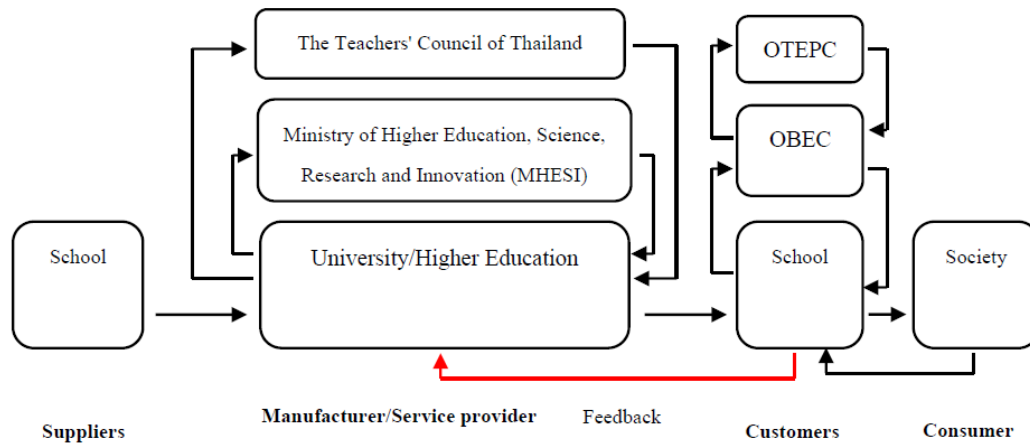 The Teachers' Council of Thailand
OTEPC
Ministry of Higher Education, Science,
Research and Innovation (MHESI)
OBEC
School
University/Higher Education
School
Society
Manufacturer/Service provider
Feedback
Suppliers
Customers
Consumer